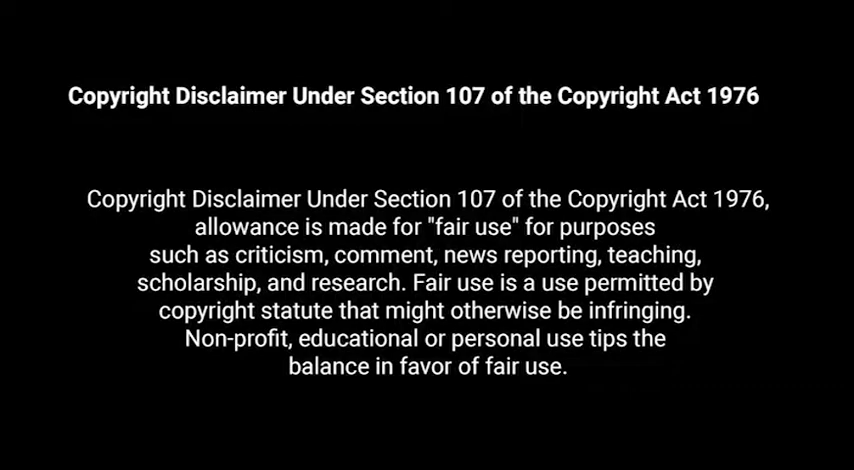 Copyright Disclaimer Under Section 107 of the Copyright Act 1976
Copyright Disclaimer Under Section 107 of the Copyright Act 1976,
allowance is made for "fair use" for purposes
such as criticism, comment, news reporting, teaching,
scholarship, and research. Fair use is a use permitted by
copyright statute that might otherwise be infringing.
Non-profit, educational or personal use tips the
balance in favor of fair use.